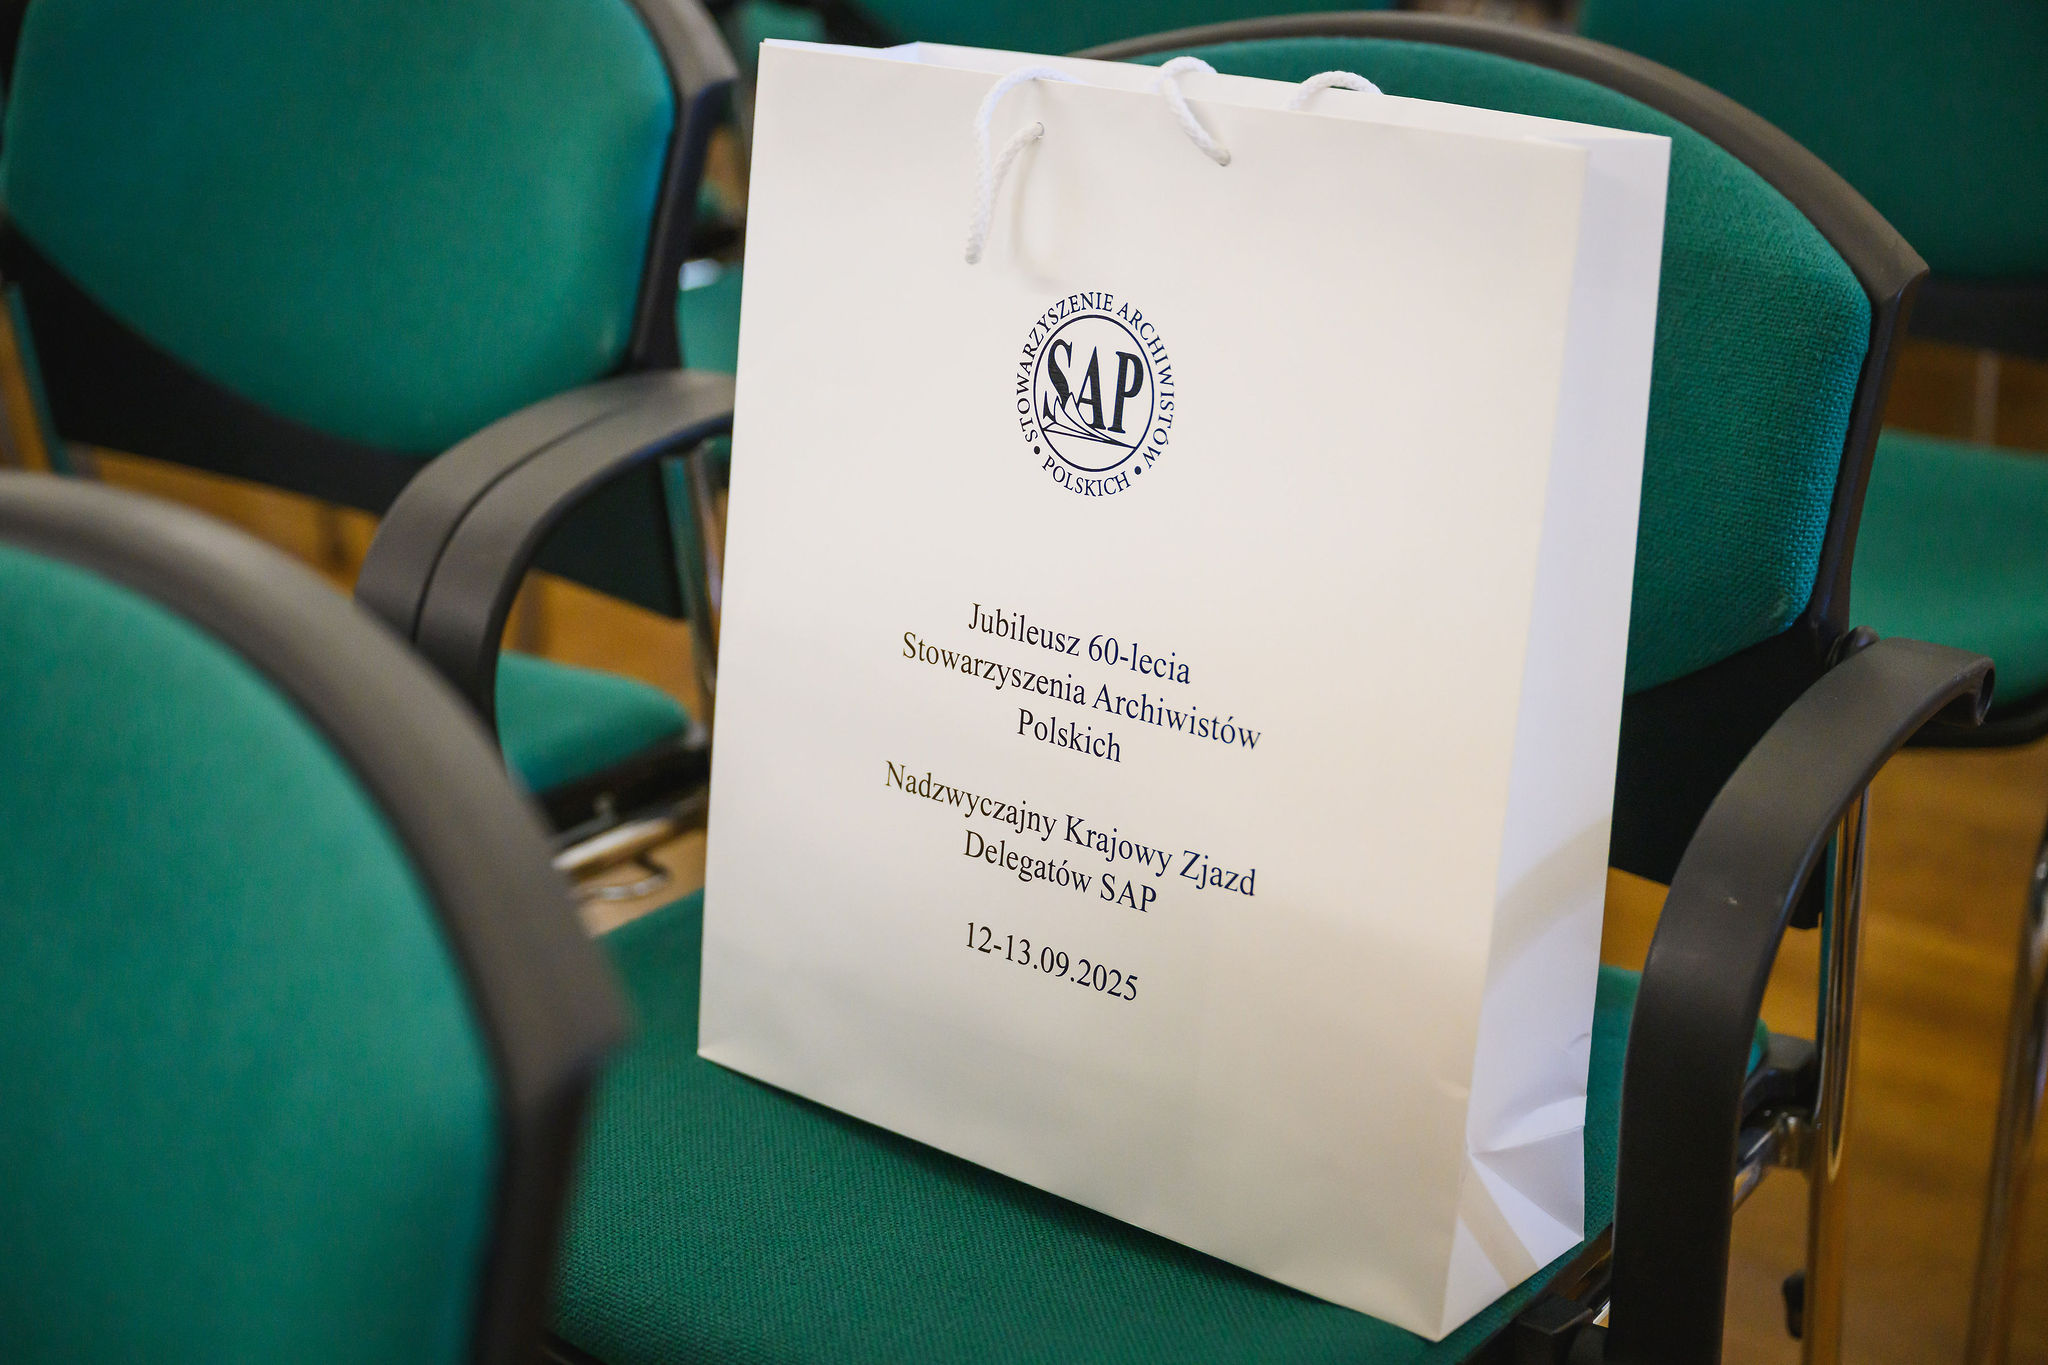 STOWARZYSZENIE ARCHIWISTÓW
• POLSKICH •
SAP
Jubileusz 60-lecia
Stowarzyszenia Archiwistów
Polskich
Nadzwyczajny Krajowy Zjazd
Delegatów SAP
12-13.09.2025